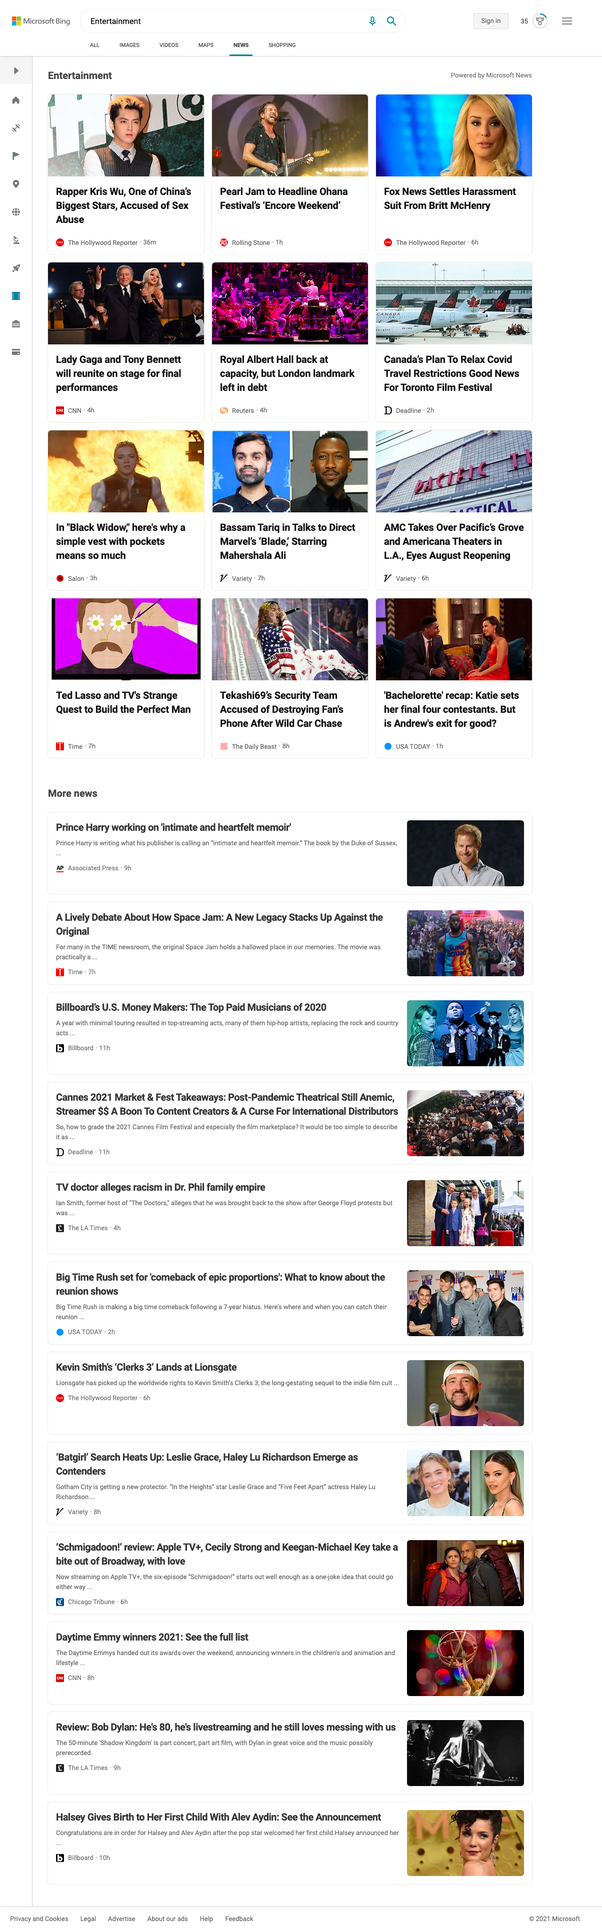 Microsoft Bing
Entertainment
Sign in
35
ALL
IMAGES
VIDEOS
MAPS
NEWS
SHOPPING
Entertainment
Powered by Microsoft News
Rapper Kris Wu, One of China's
Biggest Stars, Accused of Sex
Abuse
The Hollywood Reporter · 36m
Pearl Jam to Headline Ohana
Festival's ‘Encore Weekend’
Rolling Stone · 1h
Fox News Settles Harassment
Suit From Britt McHenry
The Hollywood Reporter · 6h
Lady Gaga and Tony Bennett
will reunite on stage for final
performances
CNN · 4h
Royal Albert Hall back at
capacity, but London landmark
left in debt
Reuters · 4h
Canada's Plan To Relax Covid
Travel Restrictions Good News
For Toronto Film Festival
Deadline · 2h
In "Black Widow," here's why a
simple vest with pockets
means so much
Salon · 3h
Bassam Tariq in Talks to Direct
Marvel's ‘Blade,’ Starring
Mahershala Ali
Variety · 7h
PACIFIC TH
AMC Takes Over Pacific's Grove
and Americana Theaters in
L.A., Eyes August Reopening
Variety · 6h
Ted Lasso and TV's Strange
Quest to Build the Perfect Man
Time · 7h
Tekashi69's Security Team
Accused of Destroying Fan's
Phone After Wild Car Chase
The Daily Beast · 8h
'Bachelorette' recap: Katie sets
her final four contestants. But
is Andrew's exit for good?
USA TODAY · 1h
More news
Prince Harry working on 'intimate and heartfelt memoir'
Prince Harry is writing what his publisher is calling an “intimate and heartfelt memoir.” The book by the Duke of Sussex,
...
AP Associated Press · 9h
A Lively Debate About How Space Jam: A New Legacy Stacks Up Against the
Original
For many in the TIME newsroom, the original Space Jam holds a hallowed place in our memories. The movie was
practically a ...
Time · 7h
Billboard's U.S. Money Makers: The Top Paid Musicians of 2020
A year with minimal touring resulted in top-streaming acts, many of them hip-hop artists, replacing the rock and country
acts ...
Billboard · 11h
Cannes 2021 Market & Fest Takeaways: Post-Pandemic Theatrical Still Anemic,
Streamer $$ A Boon To Content Creators & A Curse For International Distributors
So, how to grade the 2021 Cannes Film Festival and especially the film marketplace? It would be too simple to describe
it as ...
Deadline · 11h
TV doctor alleges racism in Dr. Phil family empire
Ian Smith, former host of “The Doctors,” alleges that he was brought back to the show after George Floyd protests but
was ...
The LA Times · 4h
Big Time Rush set for 'comeback of epic proportions': What to know about the
reunion shows
Big Time Rush is making a big time comeback following a 7-year hiatus. Here's where and when you can catch their
reunion ...
USA TODAY · 2h
Kevin Smith's ‘Clerks 3’ Lands at Lionsgate
Lionsgate has picked up the worldwide rights to Kevin Smith's Clerks 3, the long-gestating sequel to the indie film cult ...
The Hollywood Reporter · 6h
‘Batgirl’ Search Heats Up: Leslie Grace, Haley Lu Richardson Emerge as
Contenders
Gotham City is getting a new protector. “In the Heights” star Leslie Grace and “Five Feet Apart” actress Haley Lu
Richardson ...
Variety · 8h
‘Schmigadoon!’ review: Apple TV+, Cecily Strong and Keegan-Michael Key take a
bite out of Broadway, with love
Now streaming on Apple TV+, the six-episode “Schmigadoon!” starts out well enough as a one-joke idea that could go
either way ...
Chicago Tribune · 6h
Daytime Emmy winners 2021: See the full list
The Daytime Emmys handed out its awards over the weekend, announcing winners in the children's and animation and
lifestyle ...
CNN · 8h
Review: Bob Dylan: He's 80, he's livestreaming and he still loves messing with us
The 50-minute ‘Shadow Kingdom’ is part concert, part art film, with Dylan in great voice and the music possibly
prerecorded.
The LA Times · 9h
Halsey Gives Birth to Her First Child With Alev Aydin: See the Announcement
Congratulations are in order for Halsey and Alev Aydin after the pop star welcomed her first child.Halsey announced her
...
Billboard · 10h
Privacy and Cookies
Legal
Advertise
About our ads
Help
Feedback
© 2021 Microsoft